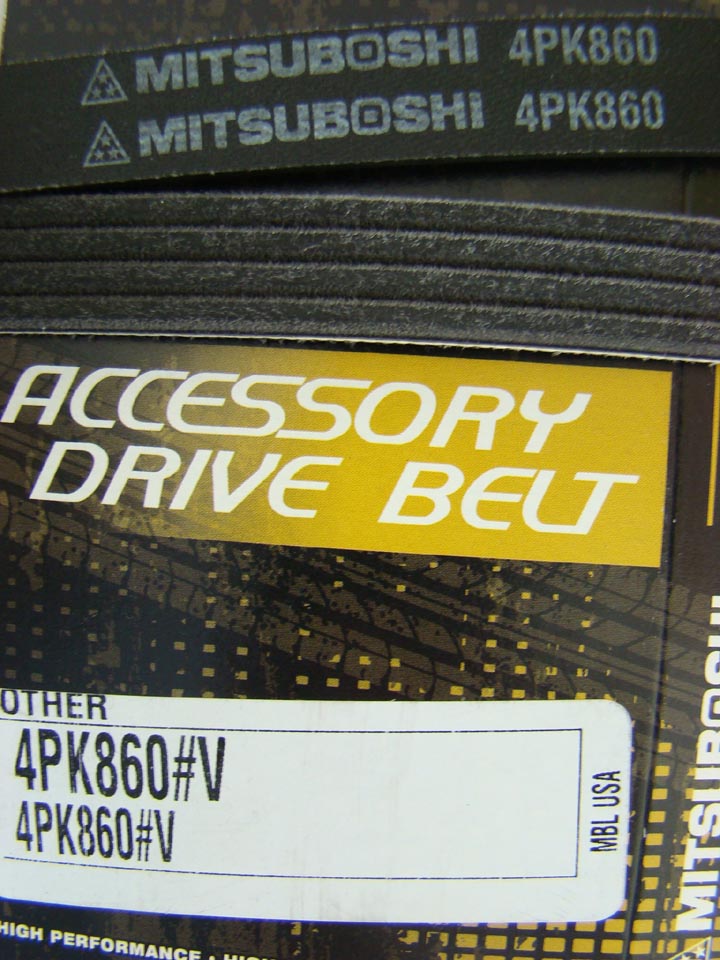 MITSUBOSHI 4PK860
MITSUBOSHI 4PK860
ACCESSORY
DRIVE BELT
OTHER
4PK860#V
4PK860#V
MBL USA
MITSUBOSHI
HIGH PERFORMANCE •